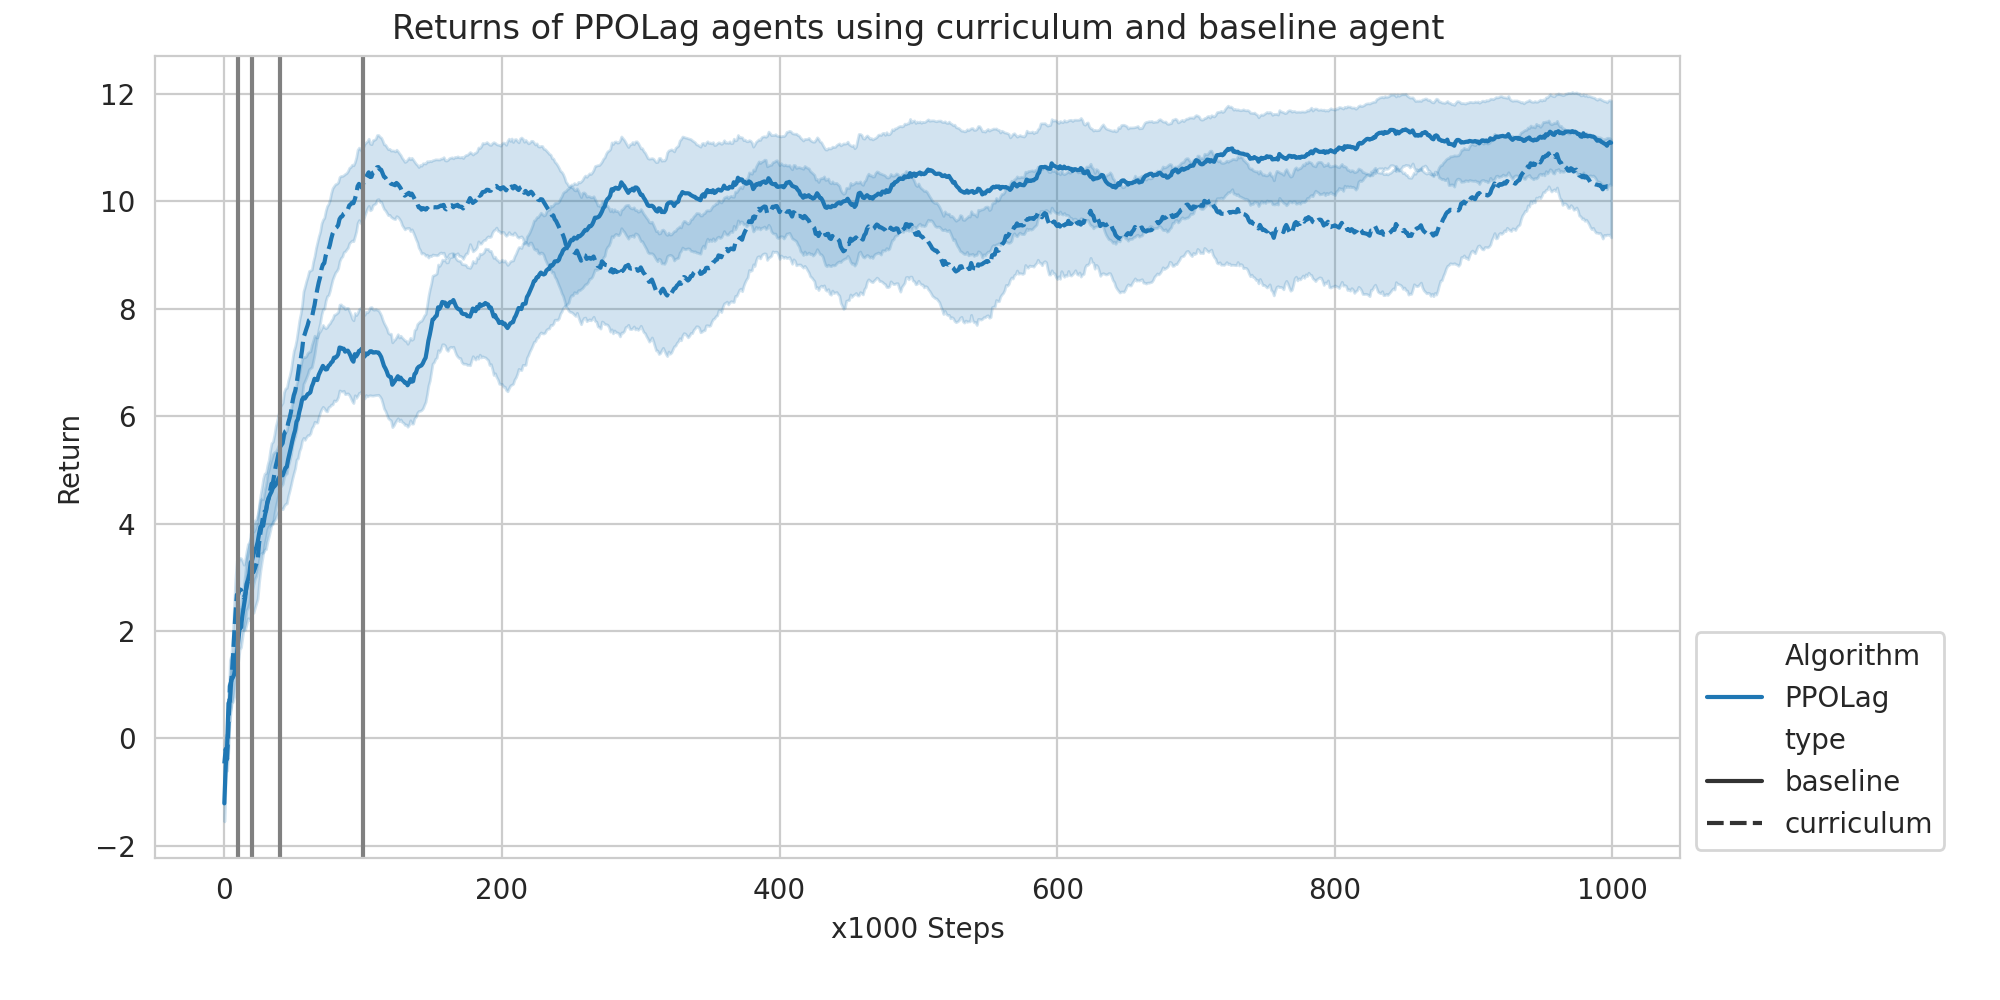 Returns of PPOLag agents using curriculum and baseline agent
12
10
8
6
4
2
0
−2
Return
0 200 400 600 800 1000
x1000 Steps
Algorithm
PPOLag
type
baseline
curriculum